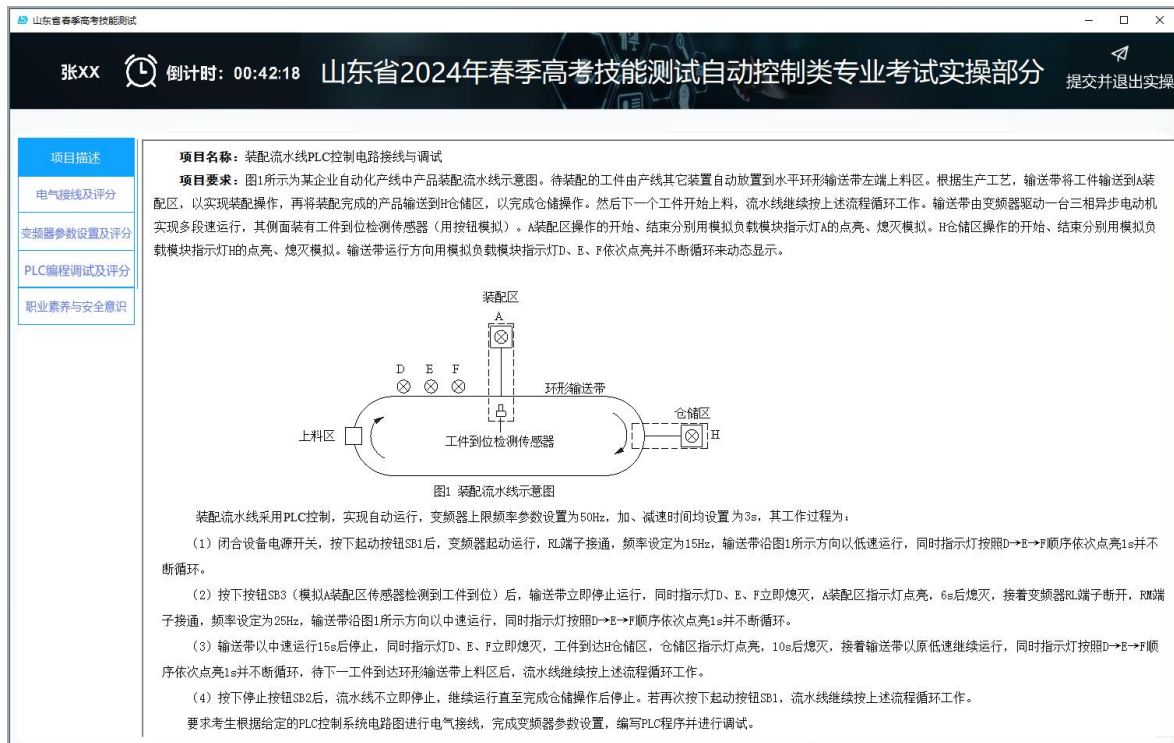 山东省春季高考技能测试
张XX 倒计时：00:42:18 山东省2024年春季高考技能测试自动控制类专业考试实操部分 提交并退出实操
项目描述
电气接线及评分
变频器参数设置及评分
PLC编程调试及评分
职业素养与安全意识
项目名称：装配流水线PLC控制电路接线与调试
项目要求：图1所示为某企业自动化产线中产品装配流水线示意图。待装配的工件由产线其它装置自动放置到水平环形输送带左端上料区。根据生产工艺，输送带将工件输送到A装
配区，以实现装配操作，再将装配完成的产品输送到H仓储区，以完成仓储操作。然后下一个工件开始上料，流水线继续按上述流程循环工作。输送带由变频器驱动一台三相异步电动机
实现多段速运行，其侧面装有工件到位检测传感器（用按钮模拟）。A装配区操作的开始、结束分别用模拟负载模块指示灯A的点亮、熄灭模拟。H仓储区操作的开始、结束分别用模拟负
载模块指示灯H的点亮、熄灭模拟。输送带运行方向用模拟负载模块指示灯D、E、F依次点亮并不断循环来动态显示。
装配区
A
D E F
环形输送带
仓储区
上料区
工件到位检测传感器
H
图1 装配流水线示意图
装配流水线采用PLC控制，实现自动运行，变频器上限频率参数设置为50Hz，加、减速时间均设置为3s，其工作过程为：
（1）闭合设备电源开关，按下起动按钮SB1后，变频器起动运行，RL端子接通，频率设定为15Hz，输送带沿图1所示方向以低速运行，同时指示灯按照D→E→F顺序依次点亮1s并不
断循环。
（2）按下按钮SB3（模拟A装配区传感器检测到工件到位）后，输送带立即停止运行，同时指示灯D、E、F立即熄灭，A装配区指示灯点亮，6s后熄灭，接着变频器RL端子断开，RM端
子接通，频率设定为25Hz，输送带沿图1所示方向以中速运行，同时指示灯按照D→E→F顺序依次点亮1s并不断循环。
（3）输送带以中速运行15s后停止，同时指示灯D、E、F立即熄灭，工件到达H仓储区，仓储区指示灯点亮，10s后熄灭，接着输送带以原低速继续运行，同时指示灯按照D→E→F顺
序依次点亮1s并不断循环，待下一工件到达环形输送带上料区后，流水线继续按上述流程循环工作。
（4）按下停止按钮SB2后，流水线不立即停止，继续运行直至完成仓储操作后停止。若再次按下起动按钮SB1，流水线继续按上述流程循环工作。
要求考生根据给定的PLC控制系统电路图进行电气接线，完成变频器参数设置，编写PLC程序并进行调试。